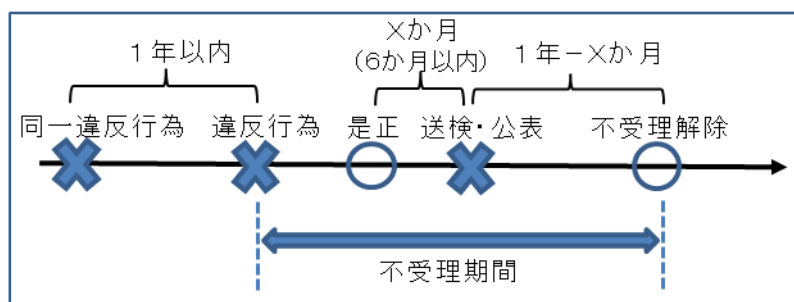 Xか月
(6か月以内)
1年以内
1年-Xか月
同一違反行為 違反行為 是正 送検・公表 不受理解除
不受理期間